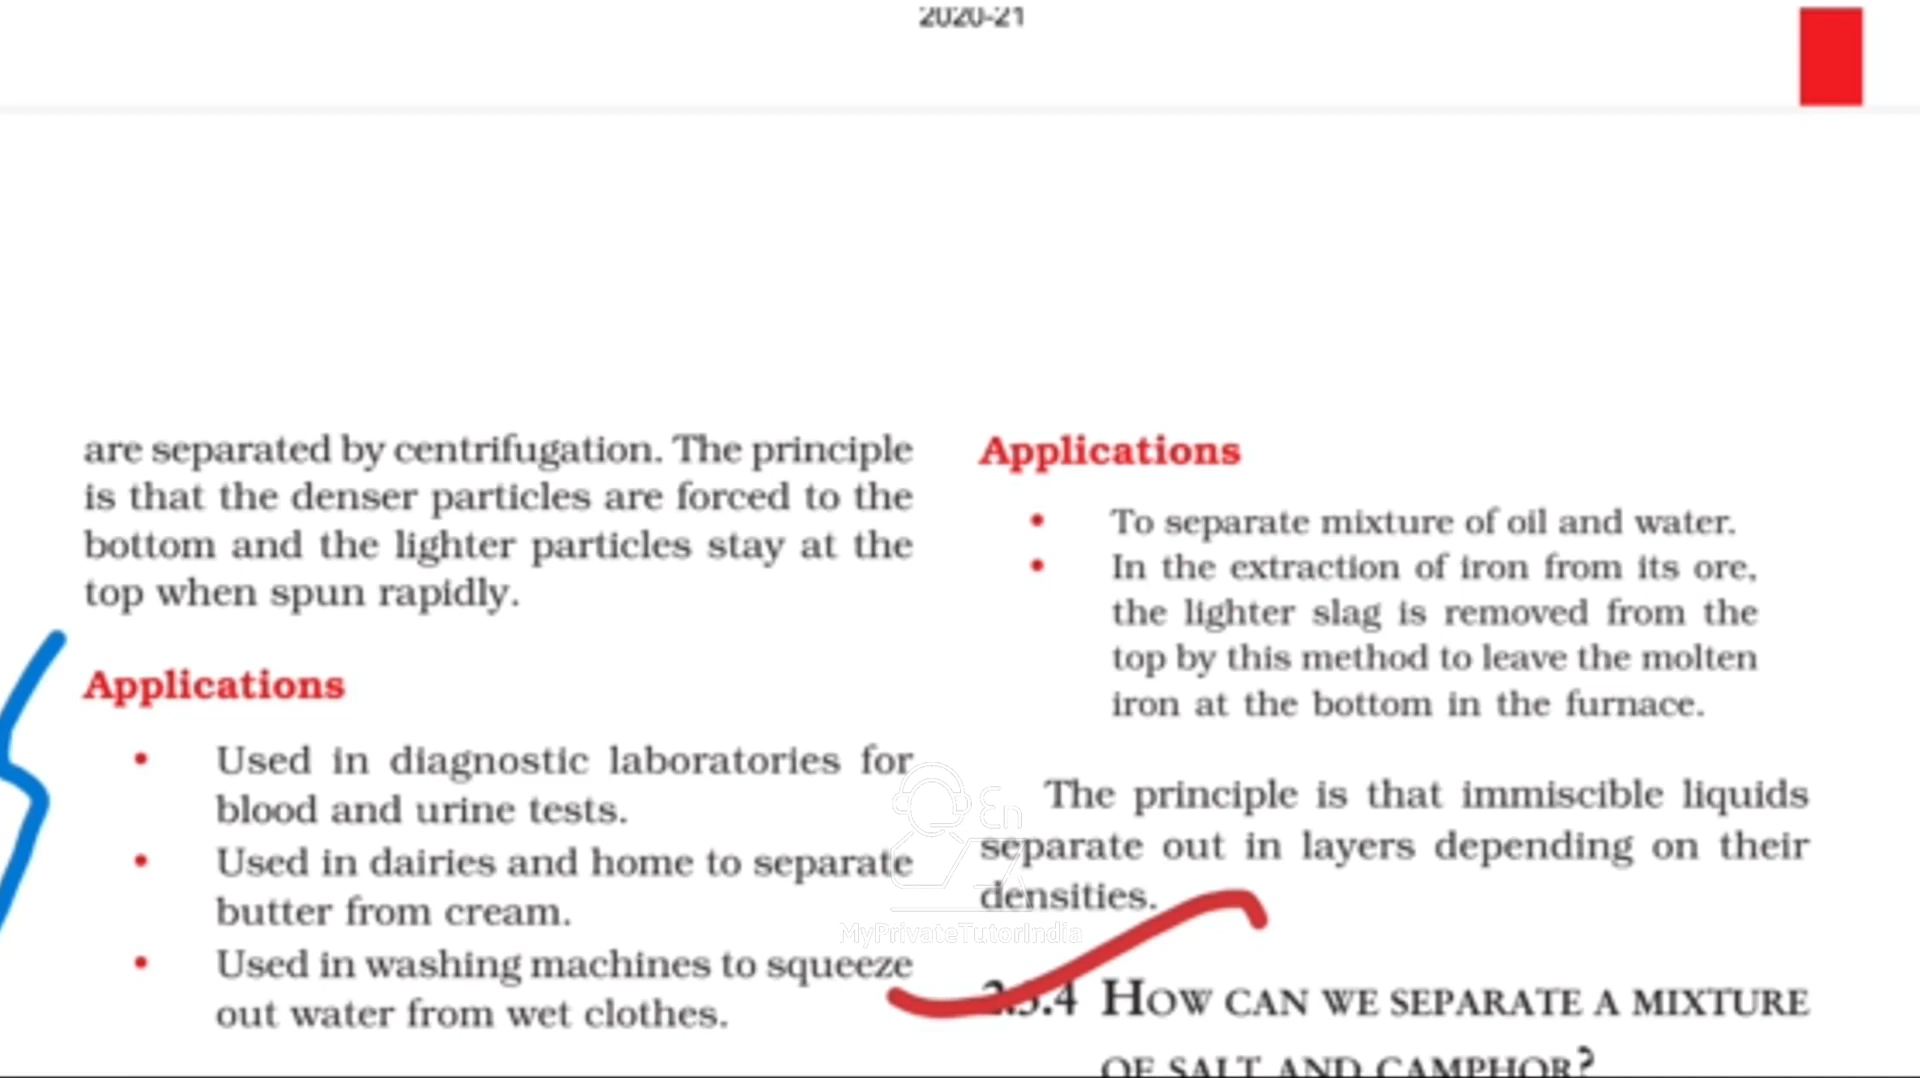 2020-21
are separated by centrifugation. The principle
is that the denser particles are forced to the
bottom and the lighter particles stay at the
top when spun rapidly.
Applications
• Used in diagnostic laboratories for
blood and urine tests.
• Used in dairies and home to separate
butter from cream.
• Used in washing machines to squeeze
out water from wet clothes.
Applications
• To separate mixture of oil and water.
• In the extraction of iron from its ore,
the lighter slag is removed from the
top by this method to leave the molten
iron at the bottom in the furnace.
The principle is that immiscible liquids
separate out in layers depending on their
densities.
2.3.4 HOW CAN WE SEPARATE A MIXTURE
OF SALT AND CAMPHOR?
En
MyPrivateTutorIndia